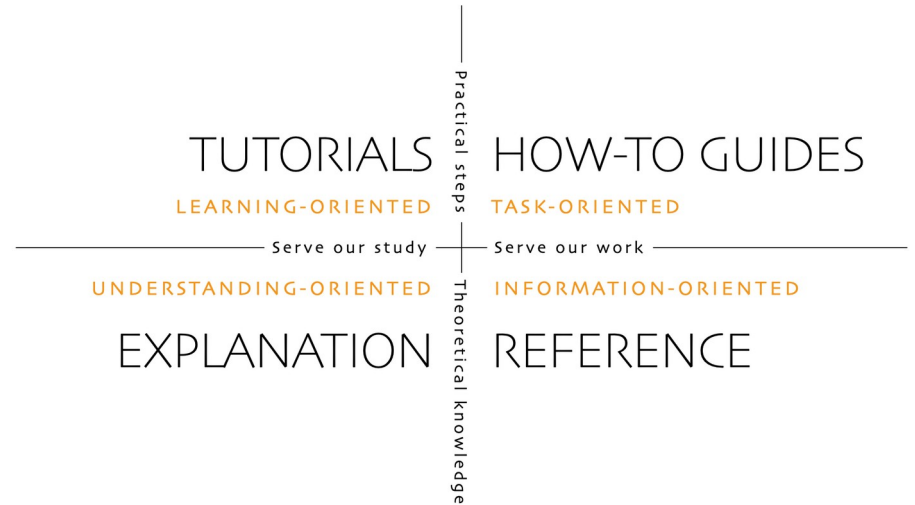 Practical steps
TUTORIALS
HOW-TO GUIDES
LEARNING-ORIENTED
TASK-ORIENTED
Serve our study
Serve our work
UNDERSTANDING-ORIENTED
INFORMATION-ORIENTED
EXPLANATION
REFERENCE
Theoretical knowledge